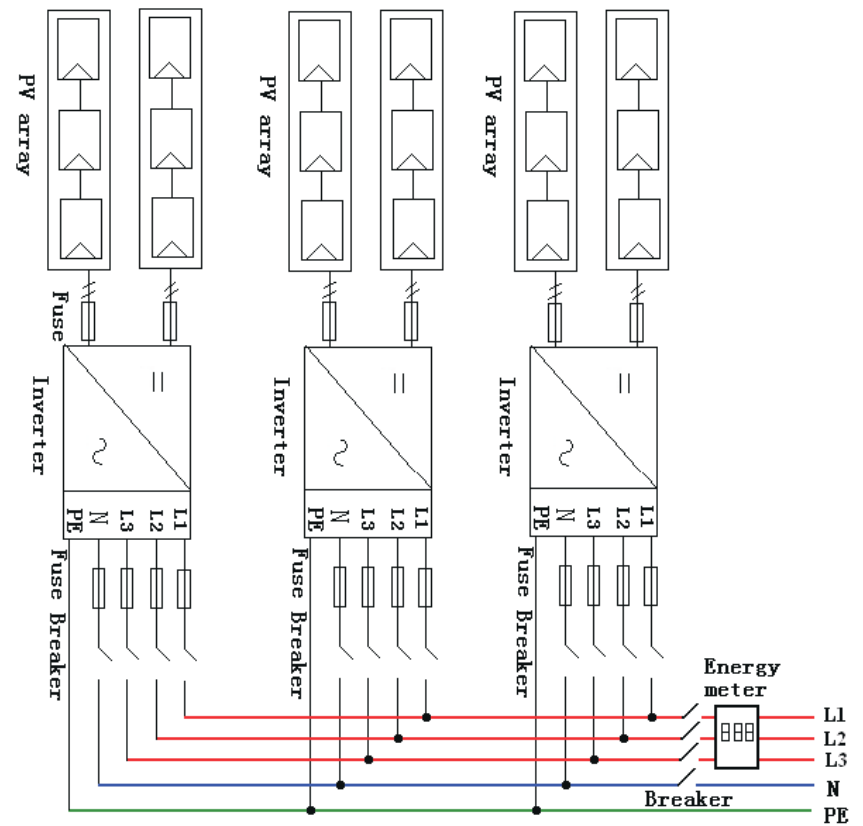 PV array
PV array
PV array
Fuse
Inverter
Inverter
Inverter
PE N L3 L2 L1
PE N L3 L2 L1
PE N L3 L2 L1
Fuse Breaker
Fuse Breaker
Fuse Breaker
Energy
meter
L1
L2
L3
N
PE
Breaker